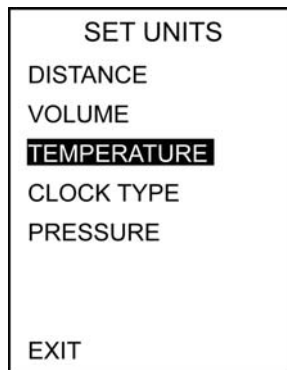 SET UNITS
DISTANCE
VOLUME
TEMPERATURE
CLOCK TYPE
PRESSURE
EXIT